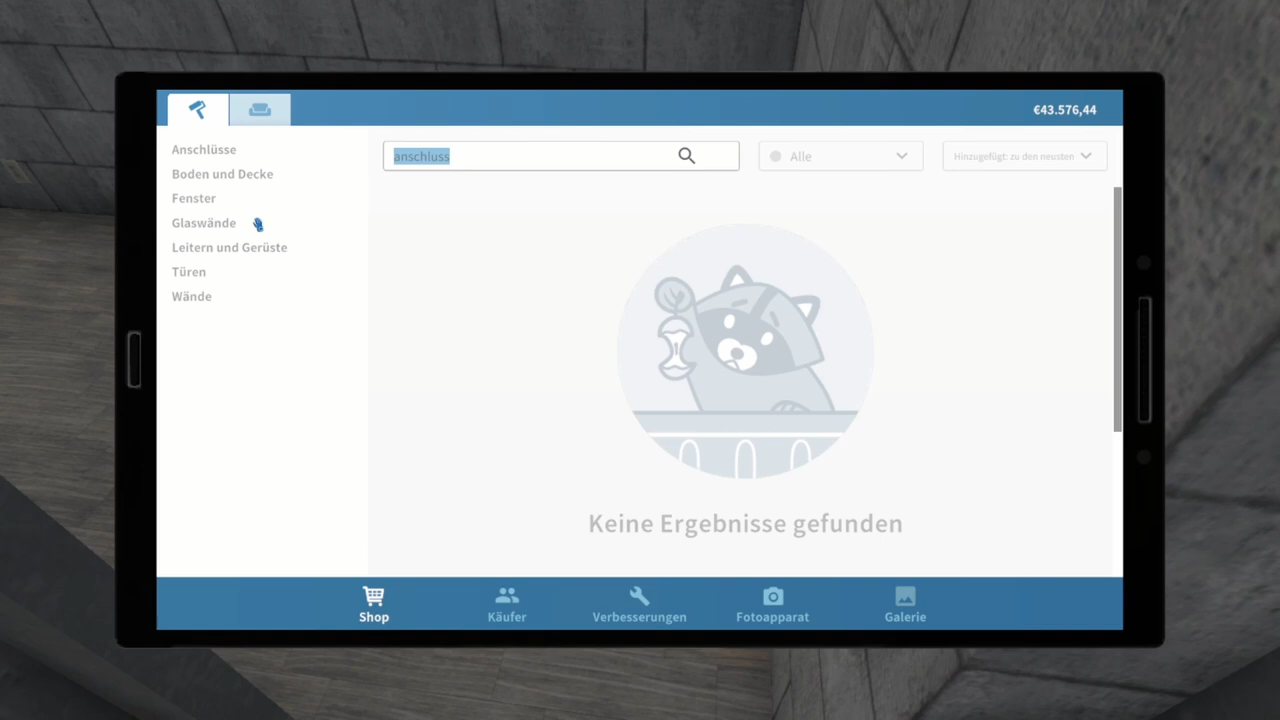 €43.576,44
Anschlüsse
Boden und Decke
Fenster
Glaswände
Leitern und Gerüste
Türen
Wände
anschluss
Alle
Hinzugefügt: zu den neusten
Keine Ergebnisse gefunden
Shop
Käufer
Verbesserungen
Fotoapparat
Galerie